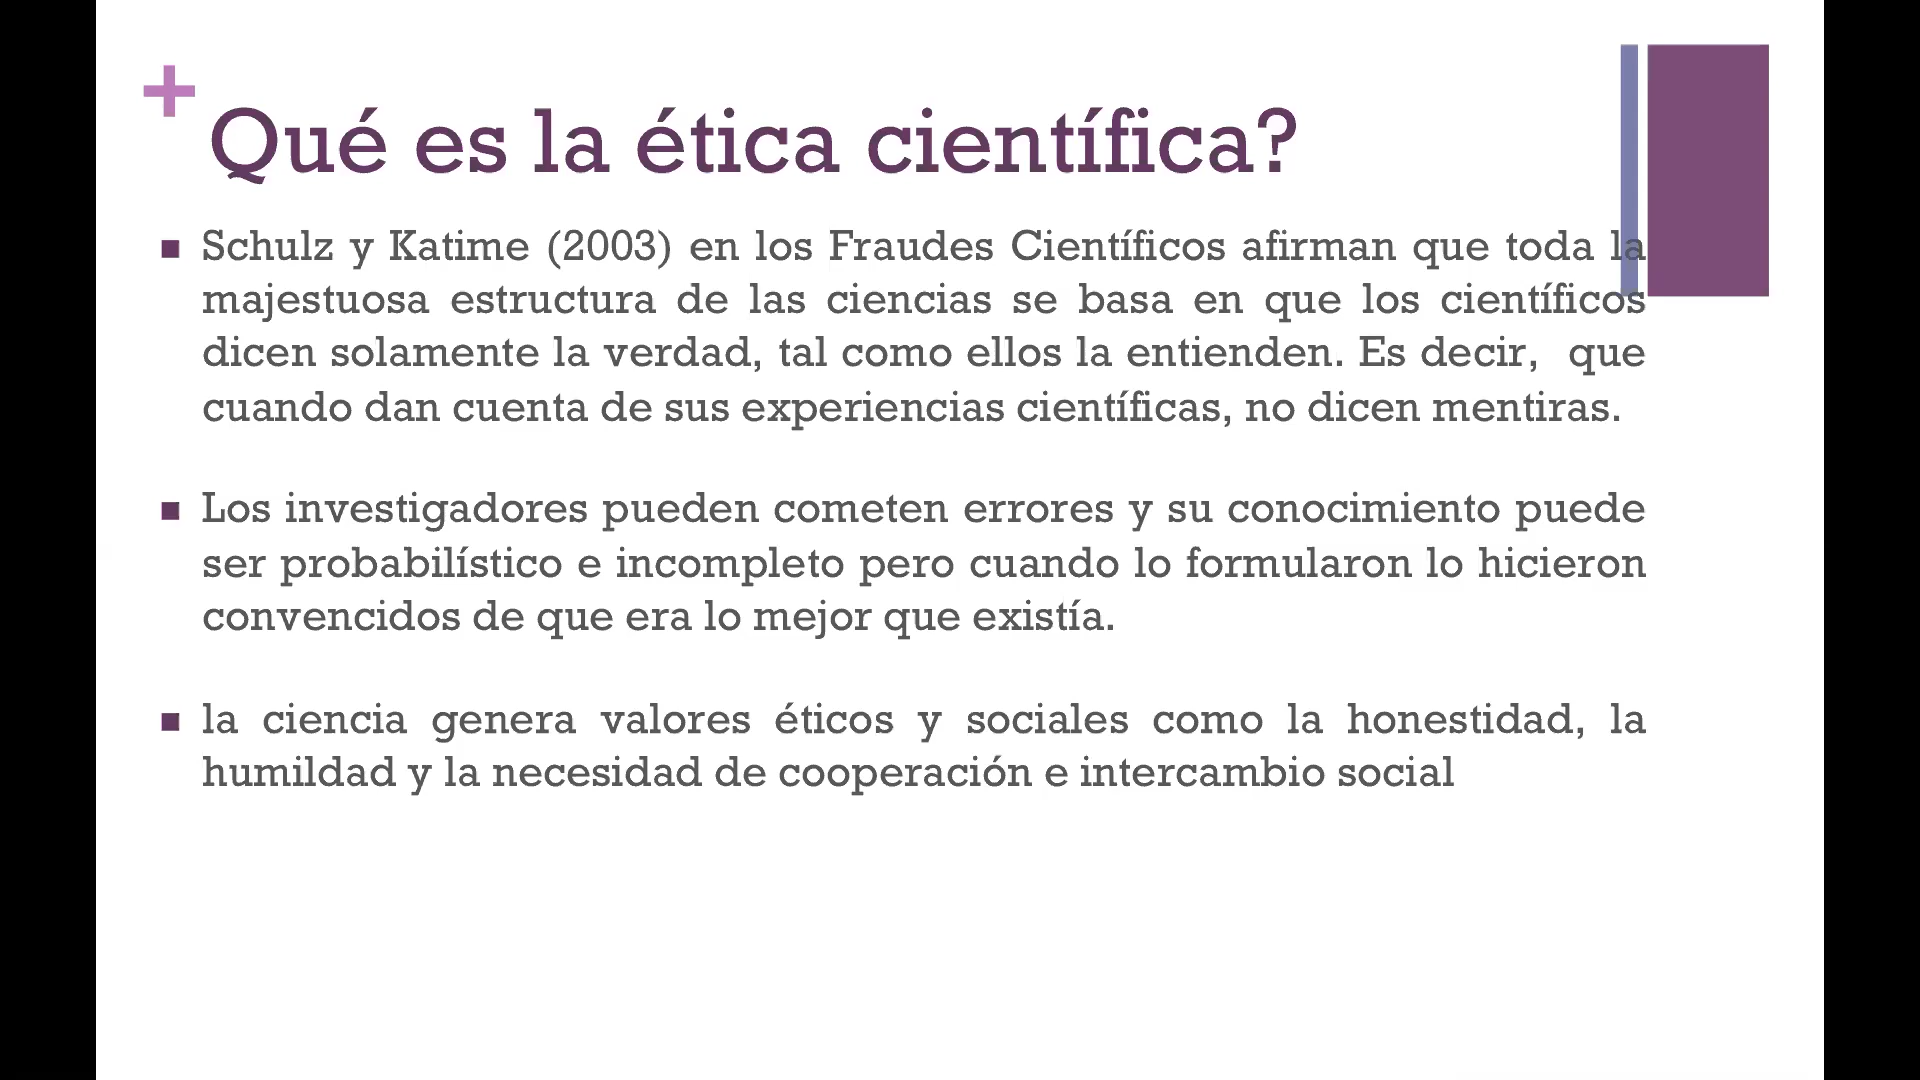 Qué es la ética científica?
Schulz y Katime (2003) en los Fraudes Científicos afirman que toda la
majestuosa estructura de las ciencias se basa en que los científicos
dicen solamente la verdad, tal como ellos la entienden. Es decir,  que
cuando dan cuenta de sus experiencias científicas, no dicen mentiras.
Los investigadores pueden cometen errores y su conocimiento puede
ser probabilístico e incompleto pero cuando lo formularon lo hicieron
convencidos de que era lo mejor que existía.
la ciencia genera valores éticos y sociales como la honestidad, la
humildad y la necesidad de cooperación e intercambio social